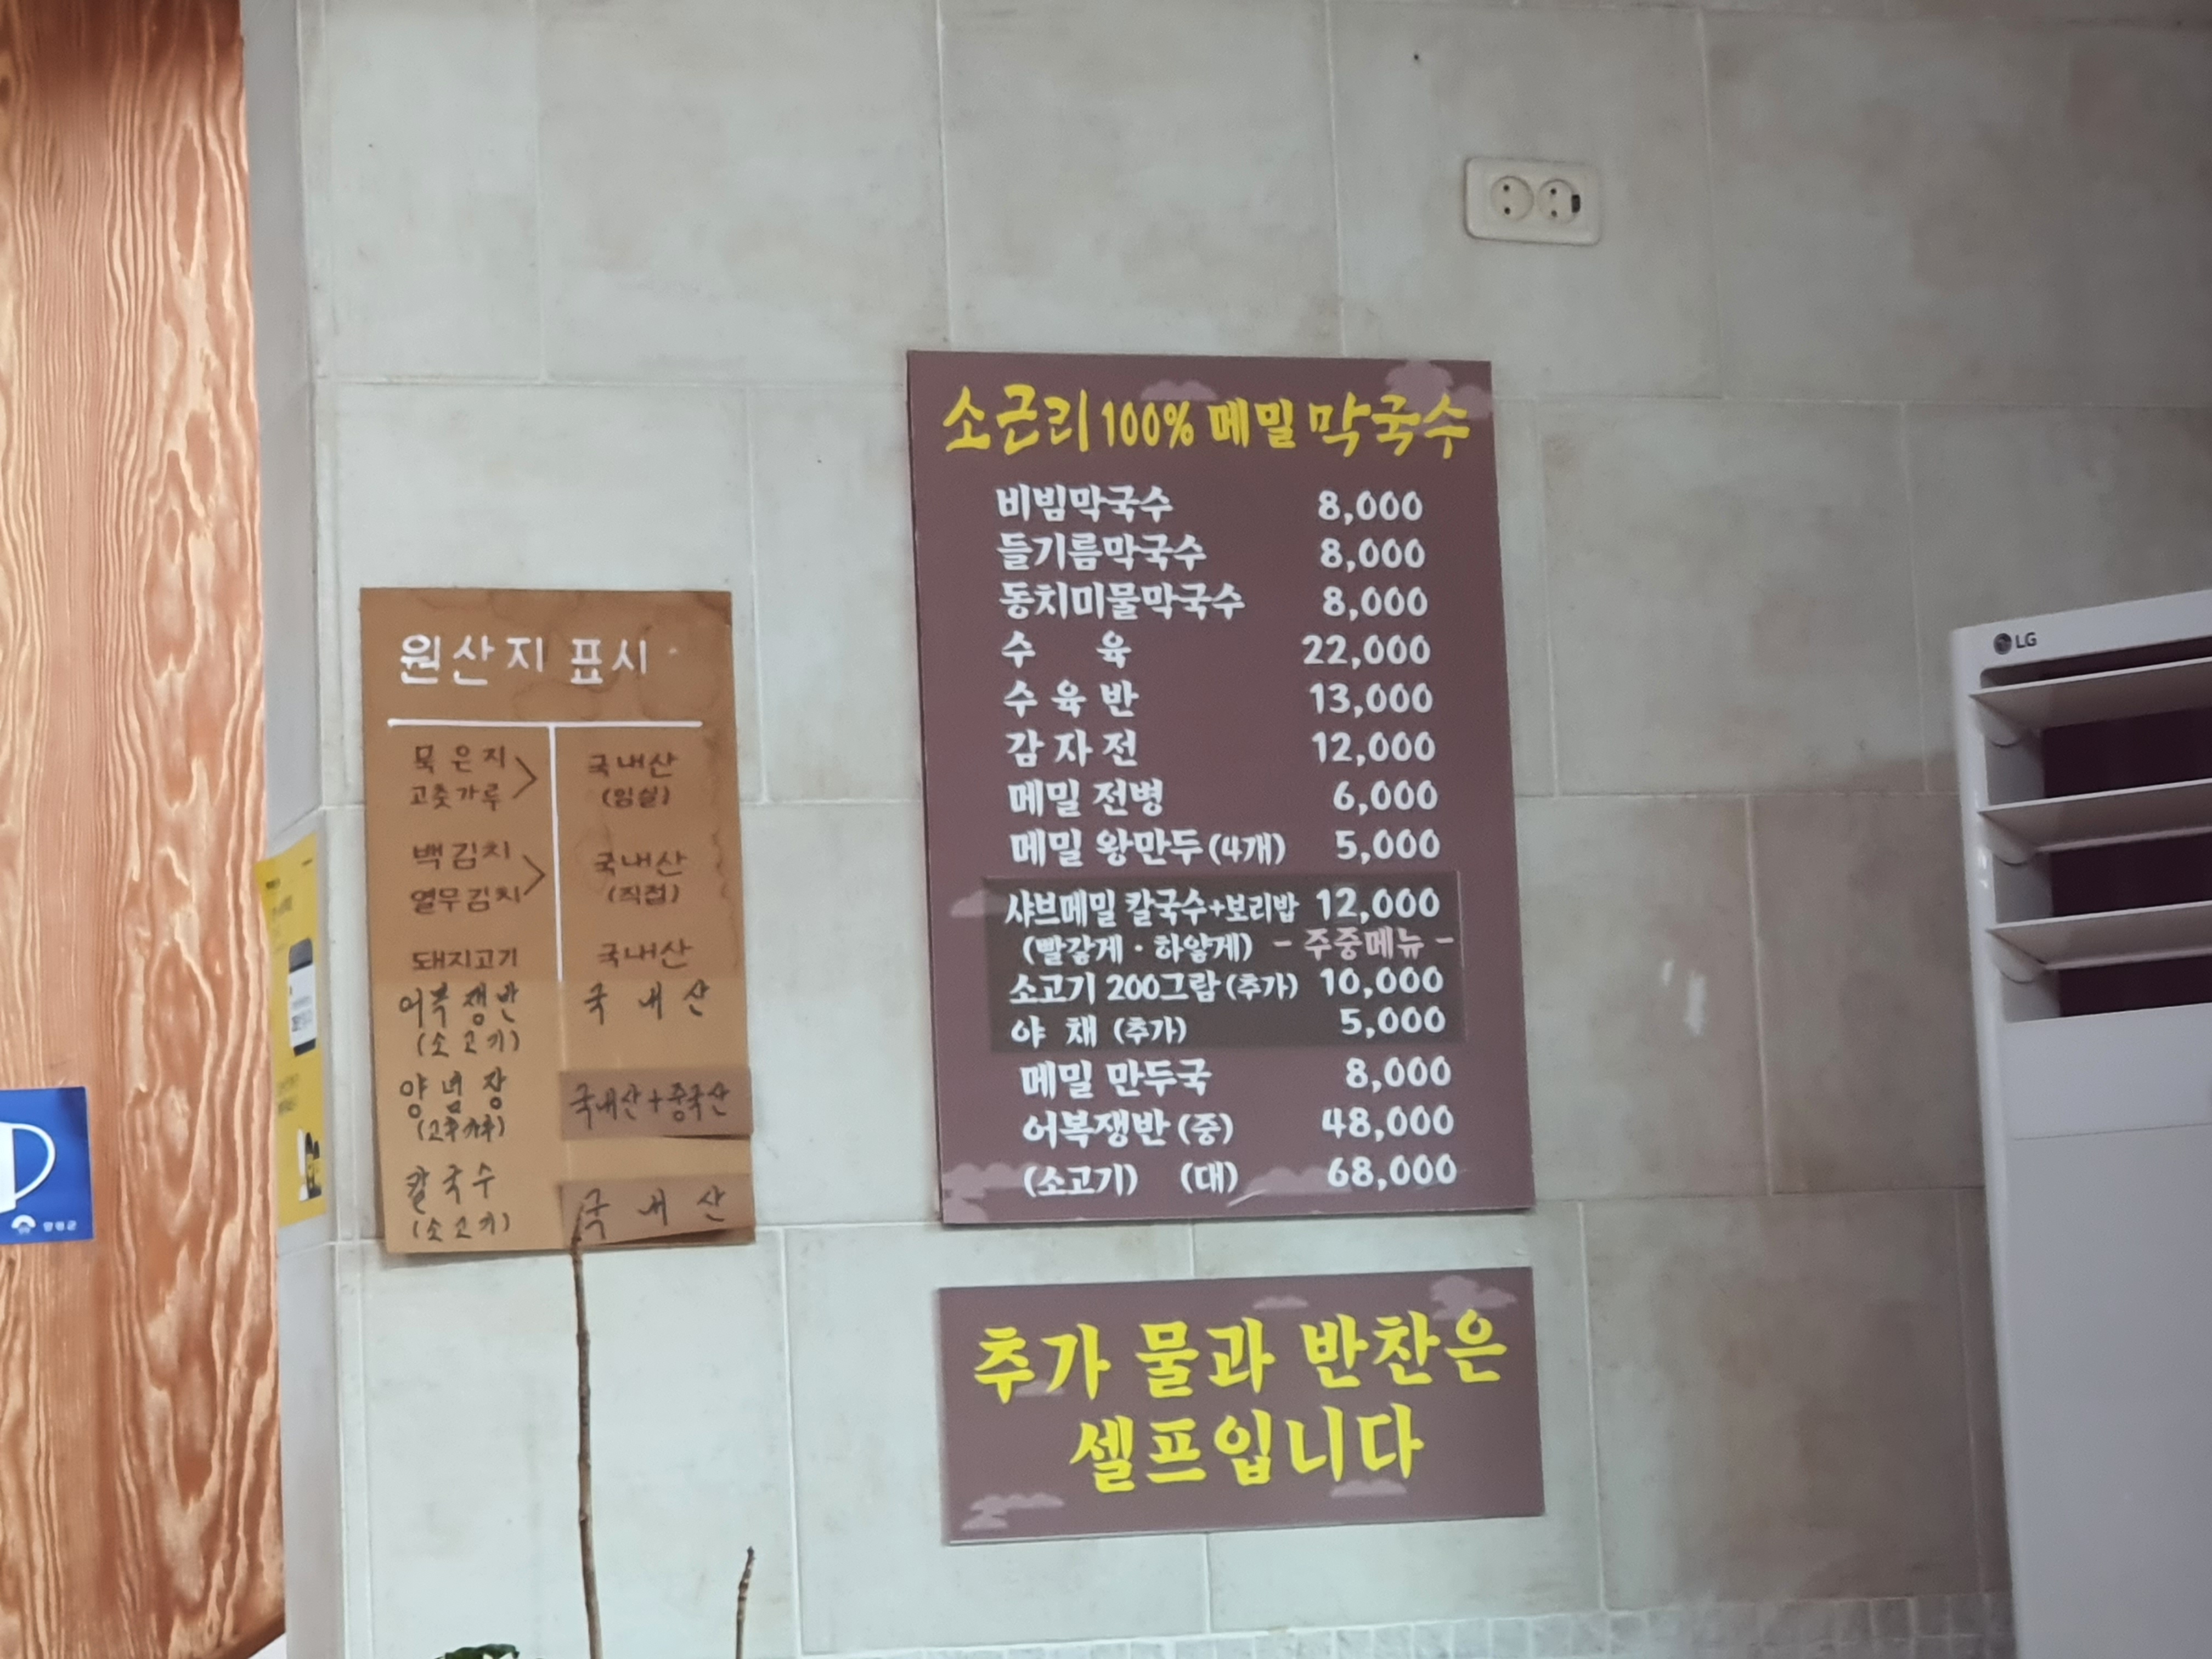 원산지 표시
묵은지
고춧가루
국내산
(임실)
백김치
열무김치
국내산
(직접)
돼지고기 국내산
어복쟁반 국내산
(소고기)
양념장 국내산+중국산
(고추가루)
칼국수 국내산
(소고기)
소근리 100% 메밀 막국수
비빔막국수 8,000
들기름막국수 8,000
동치미물막국수 8,000
수 육 22,000
수육반 13,000
감자전 12,000
메밀 전병 6,000
메밀 왕만두(4개) 5,000
샤브메밀 칼국수+보리밥 12,000
(빨갛게·하얗게) - 주중메뉴 -
소고기 200그람(추가) 10,000
야 채 (추가) 5,000
메밀 만두국 8,000
어복쟁반(중) 48,000
(소고기) (대) 68,000
추가 물과 반찬은
셀프입니다
LG
양평군